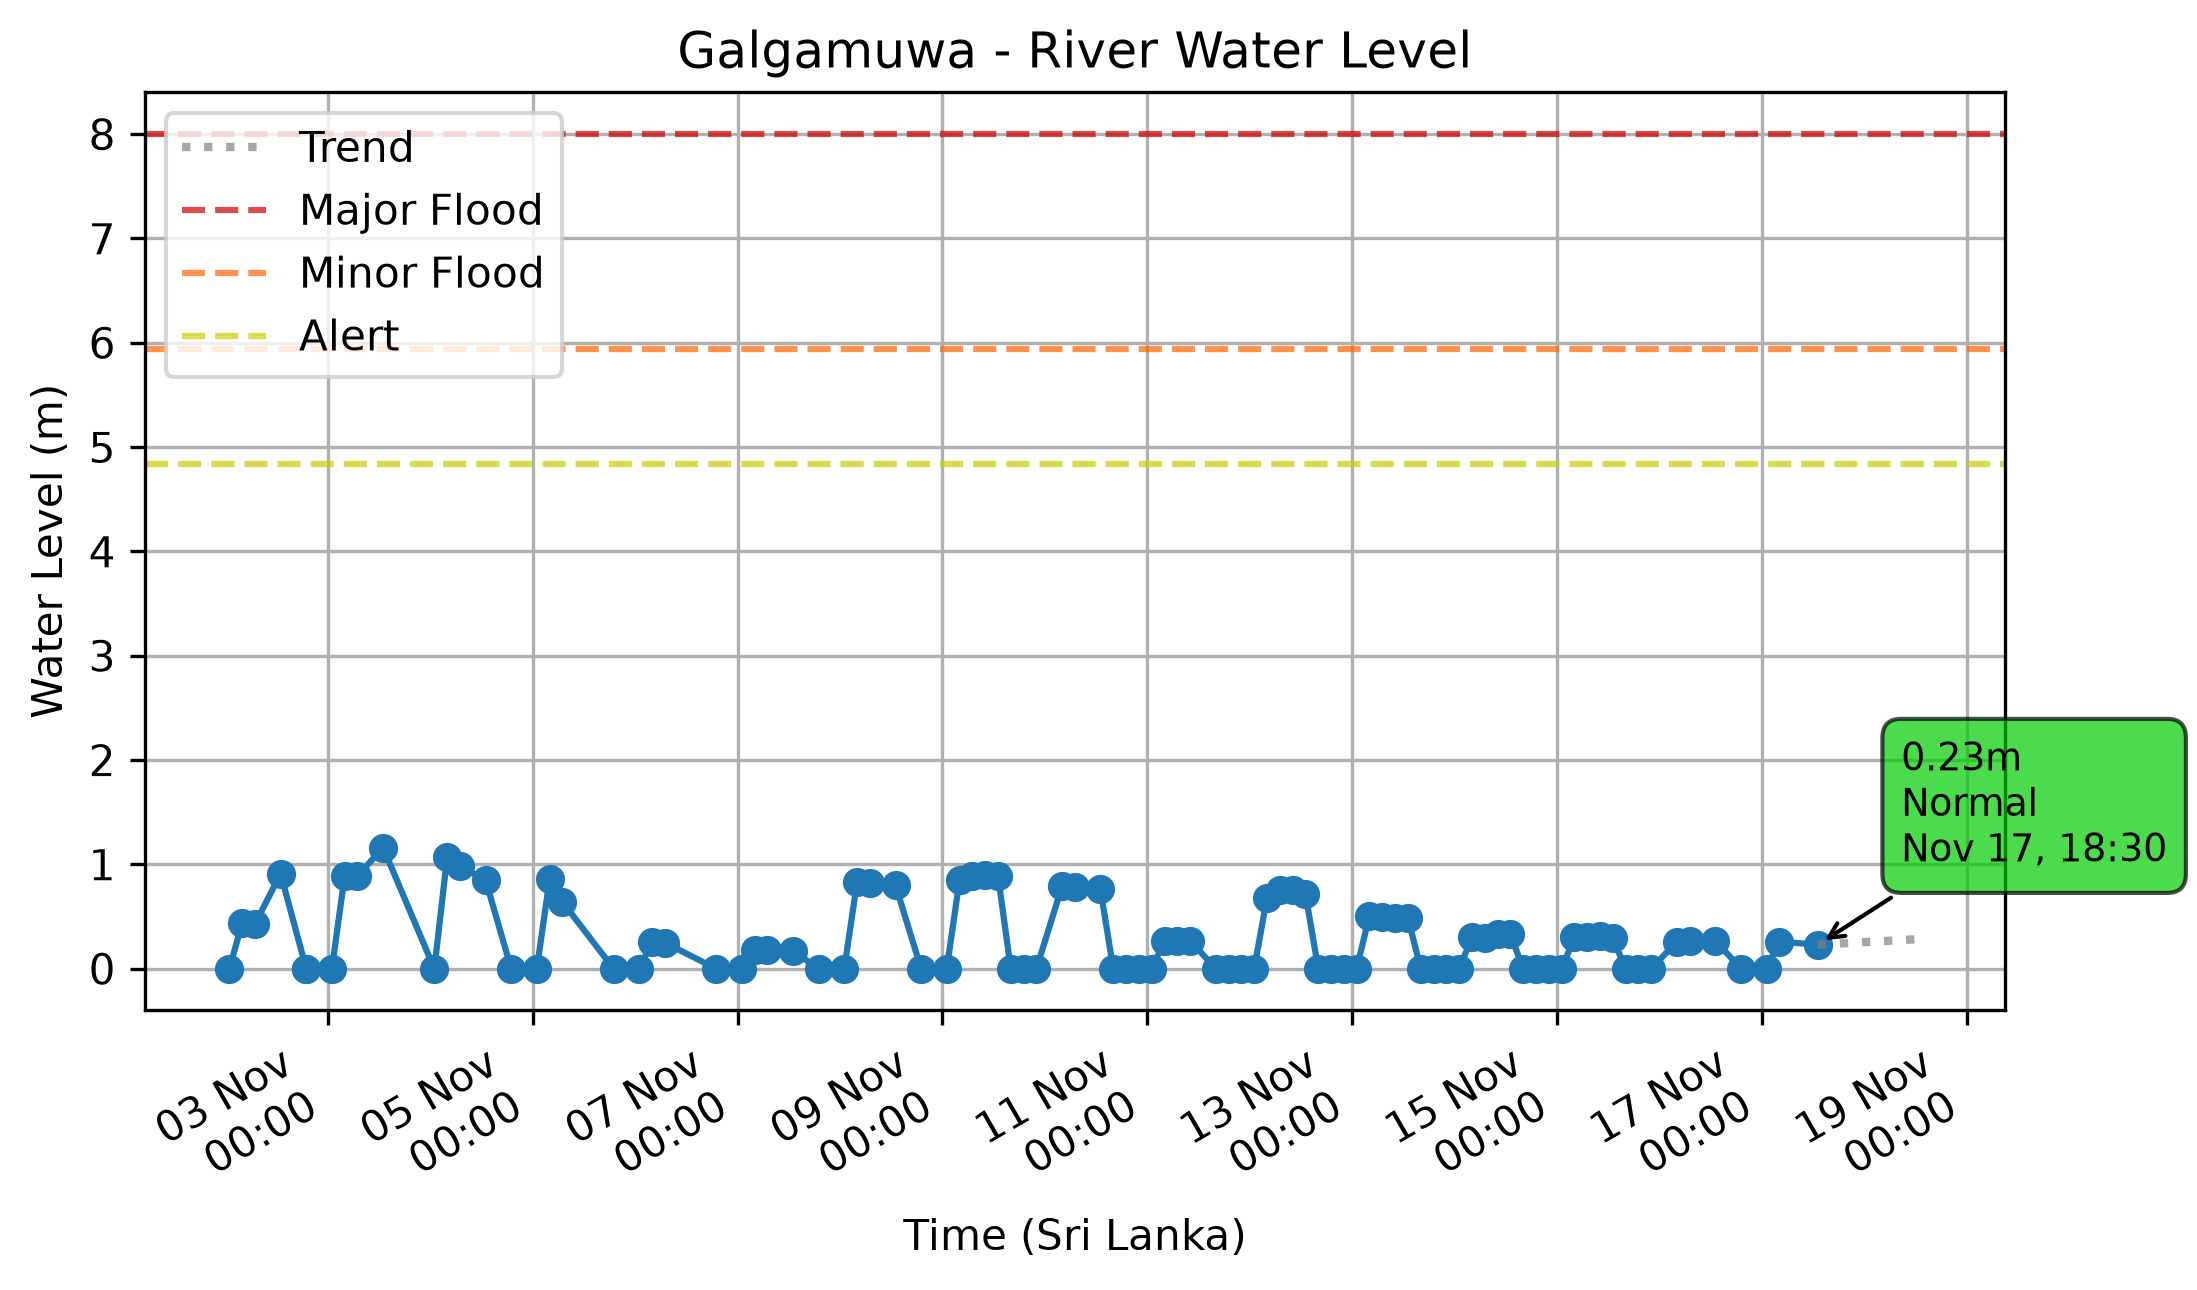 Galgamuwa - River Water Level
Trend
Major Flood
Minor Flood
Alert
Water Level (m)
8
7
6
5
4
3
2
1
0
0.23m
Normal
Nov 17, 18:30
03 Nov
00:00
05 Nov
00:00
07 Nov
00:00
09 Nov
00:00
11 Nov
00:00
13 Nov
00:00
15 Nov
00:00
17 Nov
00:00
19 Nov
00:00
Time (Sri Lanka)